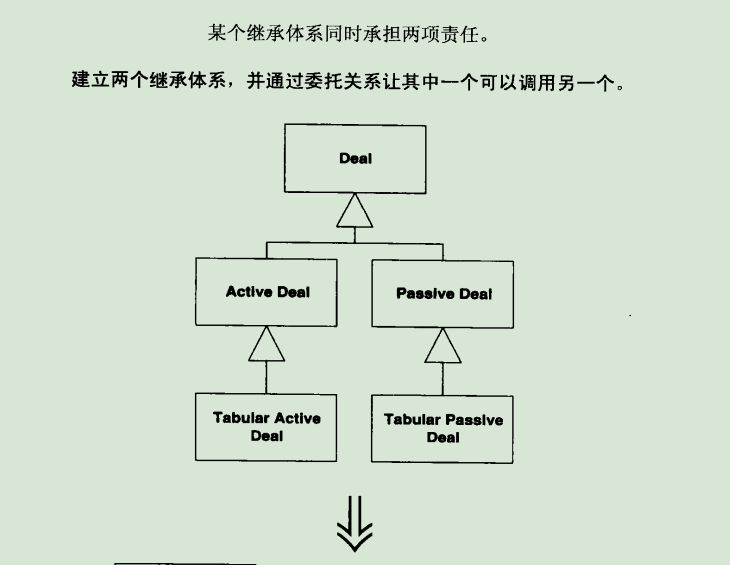 某个继承体系同时承担两项责任。
建立两个继承体系，并通过委托关系让其中一个可以调用另一个。
Deal
Active Deal
Passive Deal
Tabular Active
Deal
Tabular Passive
Deal